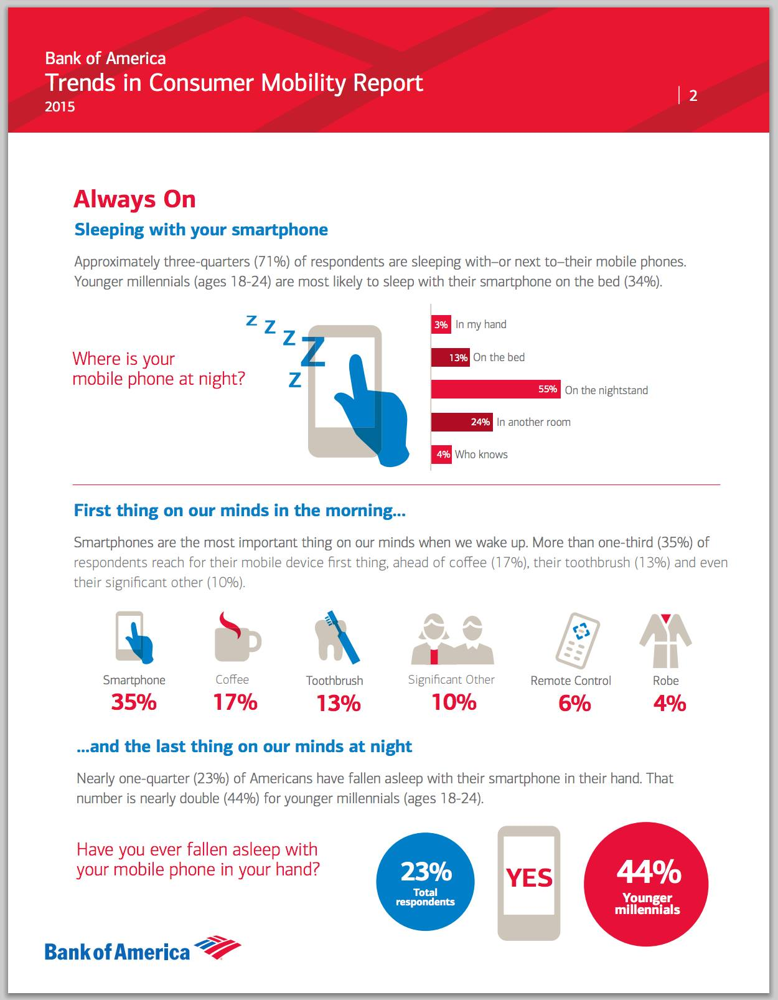 Bank of America
Trends in Consumer Mobility Report
2015
2
Always On
Sleeping with your smartphone
Approximately three-quarters (71%) of respondents are sleeping with–or next to–their mobile phones.
Younger millennials (ages 18-24) are most likely to sleep with their smartphone on the bed (34%).
Where is your
mobile phone at night?
z z z Z
z
3% In my hand
13% On the bed
55% On the nightstand
24% In another room
4% Who knows
First thing on our minds in the morning...
Smartphones are the most important thing on our minds when we wake up. More than one-third (35%) of
respondents reach for their mobile device first thing, ahead of coffee (17%), their toothbrush (13%) and even
their significant other (10%).
Smartphone
35%
Coffee
17%
Toothbrush
13%
Significant Other
10%
Remote Control
6%
Robe
4%
...and the last thing on our minds at night
Nearly one-quarter (23%) of Americans have fallen asleep with their smartphone in their hand. That
number is nearly double (44%) for younger millennials (ages 18-24).
Have you ever fallen asleep with
your mobile phone in your hand?
23%
Total
respondents
YES
44%
Younger
millennials
Bank of America